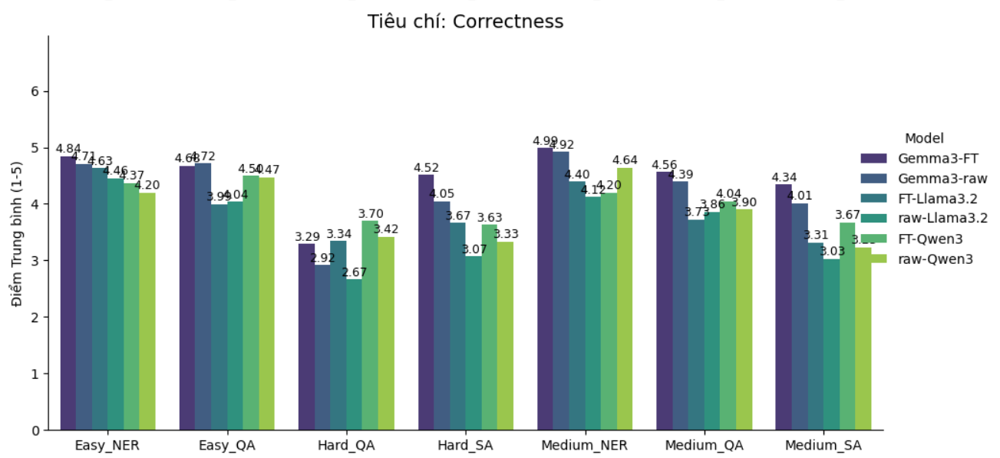 Tiêu chí: Correctness
Điểm Trung bình (1-5)
6
5
4
3
2
1
0
4.84 4.71 4.63 4.46 4.37 4.20
4.68 4.72 3.99 4.04 4.50 4.47
3.29 2.92 3.34 2.67 3.70 3.42
4.52 4.05 3.67 3.07 3.63 3.33
4.99 4.92 4.40 4.12 4.20 4.64
4.56 4.39 3.73 3.86 4.04 3.90
4.34 4.01 3.31 3.03 3.67
Easy_NER Easy_QA Hard_QA Hard_SA Medium_NER Medium_QA Medium_SA
Model
Gemma3-FT
Gemma3-raw
FT-Llama3.2
raw-Llama3.2
FT-Qwen3
raw-Qwen3